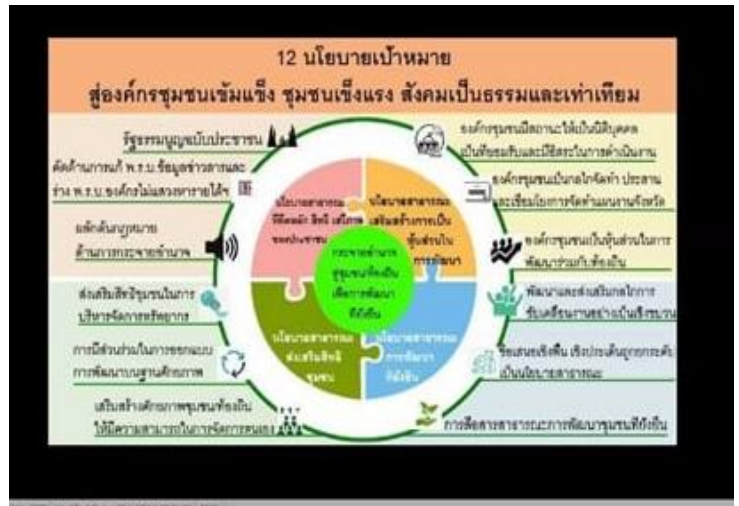 12 นโยบายเป้าหมาย
สู่องค์กรชุมชนเข้มแข็ง ชุมชนเข้มแข็ง สังคมเป็นธรรมและเท่าเทียม
รัฐธรรมนูญฉบับประชาชน
คัดค้านการแก้ พ.ร.บ.ข้อมูลข่าวสารและ
ร่าง พ.ร.บ.องค์กรไม่แสวงหารายได้ฯ
ผลักดันกฎหมาย
ด้านการกระจายอำนาจ
ส่งเสริมสิทธิชุมชนในการ
บริหารจัดการทรัพยากร
การมีส่วนร่วมในการออกแบบ
การพัฒนาบนฐานศักยภาพ
เสริมสร้างศักยภาพชุมชนท้องถิ่น
ให้มีความสามารถในการจัดการตนเอง
นโยบายสาธารณะ
พิทักษ์ สิทธิ เสรีภาพ
ของประชาชน
นโยบายสาธารณะ
เสริมสร้างการเป็น
หุ้นส่วนใน
การพัฒนา
กระจายอำนาจ
สู่ชุมชนท้องถิ่น
เพื่อการพัฒนา
ที่ยั่งยืน
นโยบายสาธารณะ
ส่งเสริมสิทธิ
ชุมชน
นโยบายสาธารณะ
การพัฒนา
ที่ยั่งยืน
องค์กรชุมชนมีสถานะให้เป็นนิติบุคคล
เป็นที่ยอมรับและมีอิสระในการดำเนินงาน
องค์กรชุมชนเป็นกลไกจัดทำ ประสาน
และเชื่อมโยงการจัดทำแผนงานจังหวัด
องค์กรชุมชนเป็นหุ้นส่วนในการ
พัฒนาร่วมกับท้องถิ่น
พัฒนาและส่งเสริมกลไกการ
ขับเคลื่อนงานอย่างเป็นเชิงขบวน
ข้อเสนอเชิงพื้นที่ เชิงประเด็นถูกยกระดับ
เป็นนโยบายสาธารณะ
การสื่อสารสาธารณะการพัฒนาชุมชนที่ยั่งยืน